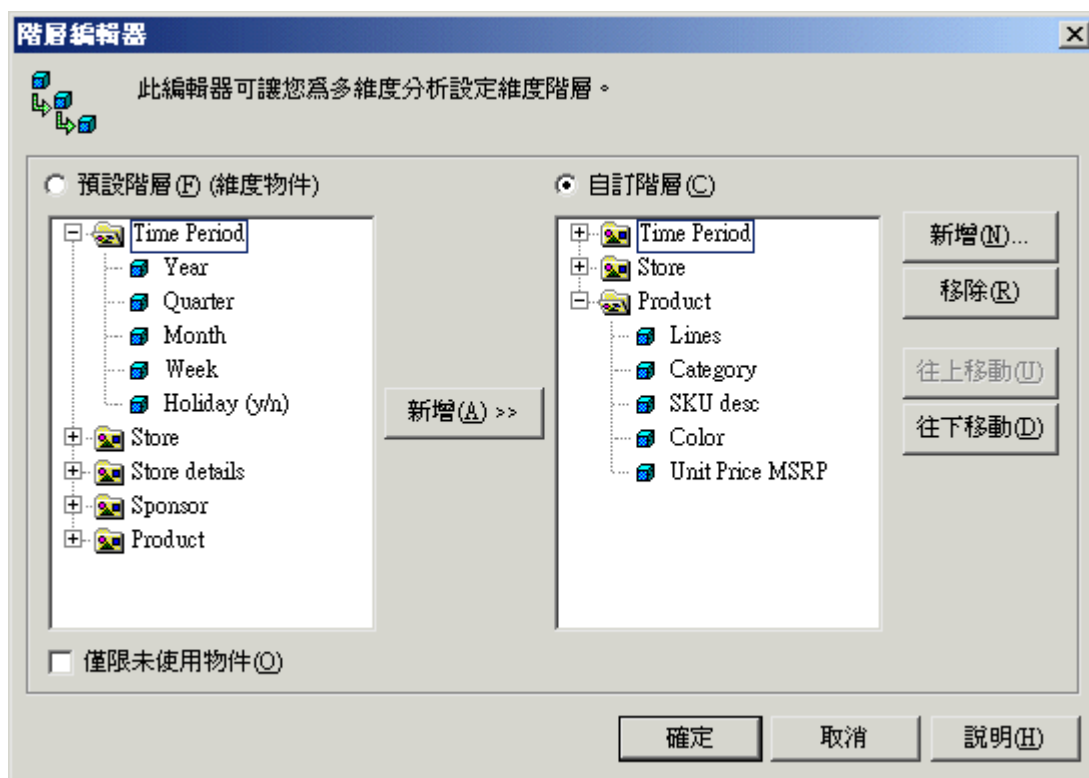 階層編輯器
此編輯器可讓您爲多維度分析設定維度階層。
預設階層(F) (維度物件)
Time Period
Year
Quarter
Month
Week
Holiday (y/n)
Store
Store details
Sponsor
Product
新增(A) >>
自訂階層(C)
Time Period
Store
Product
Lines
Category
SKU desc
Color
Unit Price MSRP
新增(N)...
移除(R)
往上移動(U)
往下移動(D)
僅限未使用物件(O)
確定
取消
說明(H)